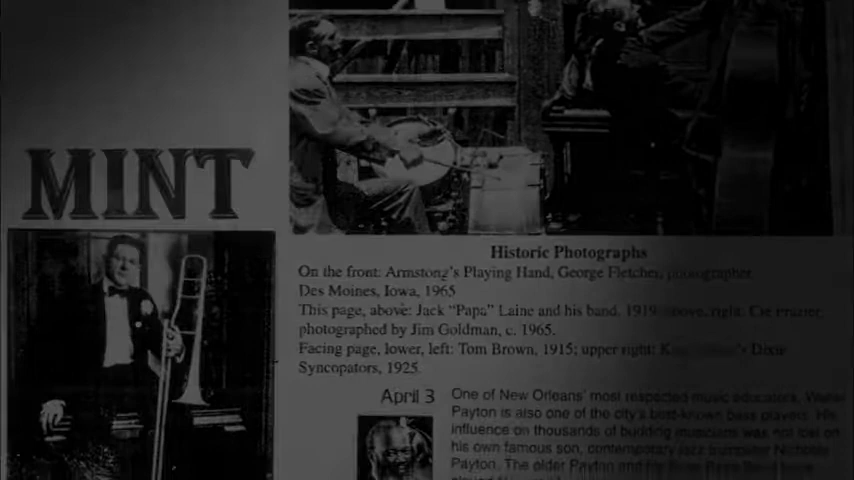 MINT
Historic Photographs
On the front: Armstong's Playing Hand, George Fletcher, photographer
Des Moines, Iowa, 1965
This page, above: Jack "Papa" Laine and his band, 1919 above, right: Cie Frazier,
photographed by Jim Goldman, c. 1965.
Facing page, lower, left: Tom Brown, 1915; upper right: Dixie
Syncopators, 1925
April 3
One of New Orleans' most respected music educators, Walter
Payton is also one of the city's best-known bass players. His
influence on thousands of budding musicians was not lost on
his own famous son, contemporary jazz trumpeter Nicholas
Payton. The older Payton and his